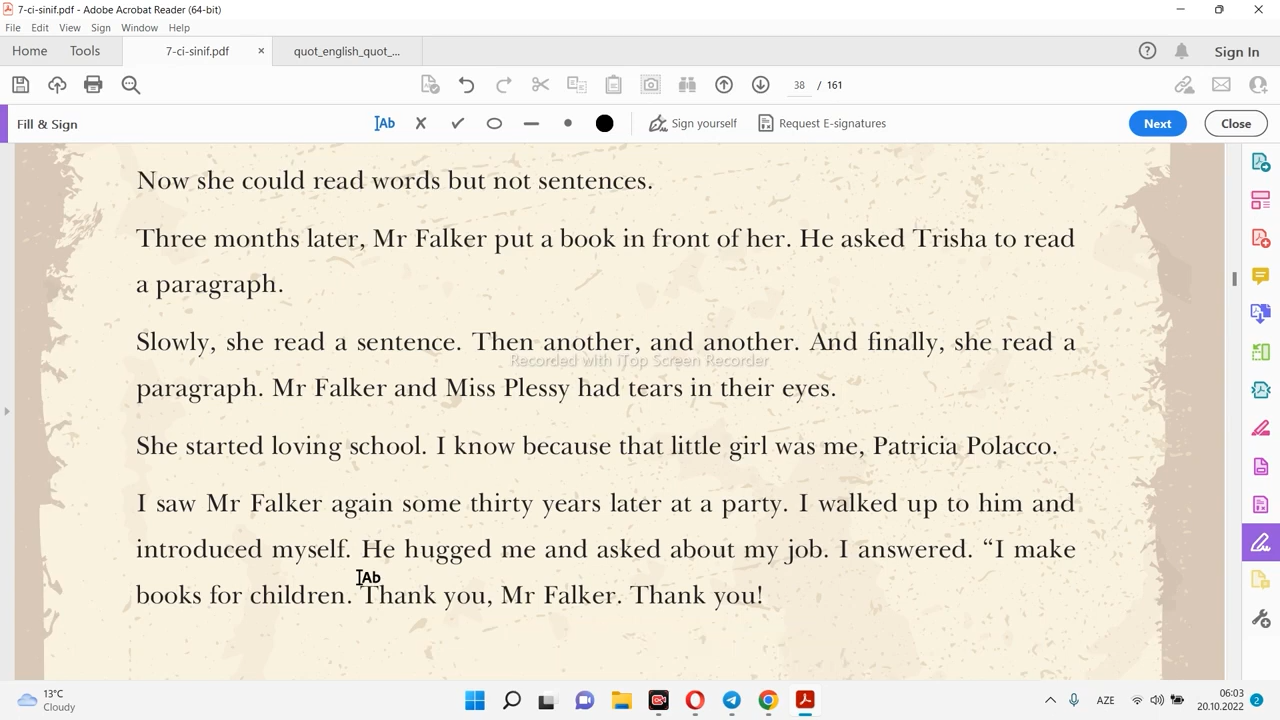 7-ci-sinif.pdf - Adobe Acrobat Reader (64-bit)
File Edit View Sign Window Help
Home Tools 7-ci-sinif.pdf × quot_english_quot_... Sign In
38 / 161
Fill & Sign Ab Sign yourself Request E-signatures Next Close
Now she could read words but not sentences.
Three months later, Mr Falker put a book in front of her. He asked Trisha to read
a paragraph.
Slowly, she read a sentence. Then another, and another. And finally, she read a
Recorded with iTop Screen Recorder
paragraph. Mr Falker and Miss Plessy had tears in their eyes.
She started loving school. I know because that little girl was me, Patricia Polacco.
I saw Mr Falker again some thirty years later at a party. I walked up to him and
introduced myself. He hugged me and asked about my job. I answered. “I make
Ab
books for children. Thank you, Mr Falker. Thank you!
13°C
Cloudy
AZE
06:03
20.10.2022
2